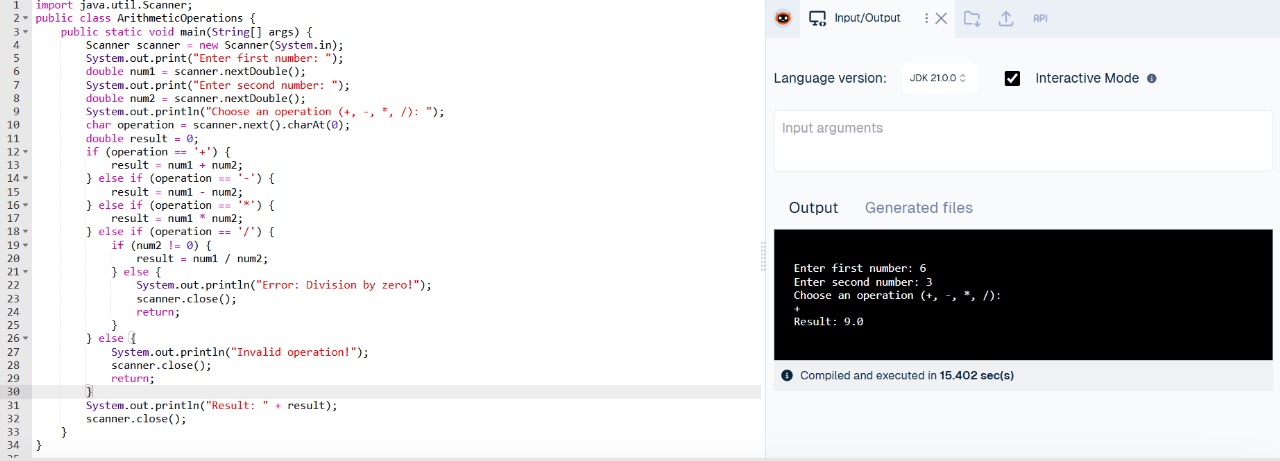 1 import java.util.Scanner;
2 public class ArithmeticOperations {
3 public static void main(String[] args) {
4 Scanner scanner = new Scanner(System.in);
5 System.out.print("Enter first number: ");
6 double num1 = scanner.nextDouble();
7 System.out.print("Enter second number: ");
8 double num2 = scanner.nextDouble();
9 System.out.println("Choose an operation (+, -, *, /): ");
10 char operation = scanner.next().charAt(0);
11 double result = 0;
12 if (operation == '+') {
13 result = num1 + num2;
14 } else if (operation == '-') {
15 result = num1 - num2;
16 } else if (operation == '*') {
17 result = num1 * num2;
18 } else if (operation == '/') {
19 if (num2 != 0) {
20 result = num1 / num2;
21 } else {
22 System.out.println("Error: Division by zero!");
23 scanner.close();
24 return;
25 }
26 } else {
27 System.out.println("Invalid operation!");
28 scanner.close();
29 return;
30 }
31 System.out.println("Result: " + result);
32 scanner.close();
33 }
34 }
Input/Output
API
Language version: JDK 21.0.0 Interactive Mode
Input arguments
Output Generated files
Enter first number: 6
Enter second number: 3
Choose an operation (+, -, *, /):
+
Result: 9.0
Compiled and executed in 15.402 sec(s)